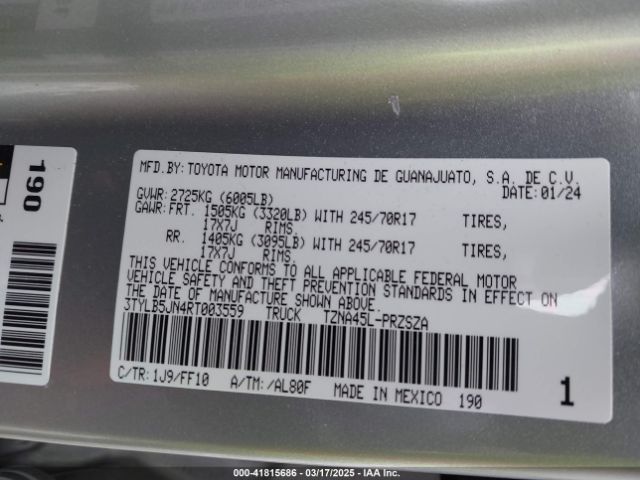 190
MFD.BY:TOYOTA MOTOR MANUFACTURING DE GUANAJUATO, S.A. DE C.V.
DATE:01/24
GVWR:2725KG (6005LB)
GAWR:FRT. 1505KG (3320LB) WITH 245/70R17 TIRES,
17X7J RIMS,
RR. 1405KG (3095LB) WITH 245/70R17 TIRES,
17X7J RIMS.
THIS VEHICLE CONFORMS TO ALL APPLICABLE FEDERAL MOTOR
VEHICLE SAFETY AND THEFT PREVENTION STANDARDS IN EFFECT ON
THE DATE OF MANUFACTURE SHOWN ABOVE.
3TYLB5JN4RT003559 TRUCK TZNA45L-PRZSZA
C/TR:1J9/FF10 A/TM:/AL80F MADE IN MEXICO 190
1
000-41815686 - 03/17/2025 - IAA Inc.